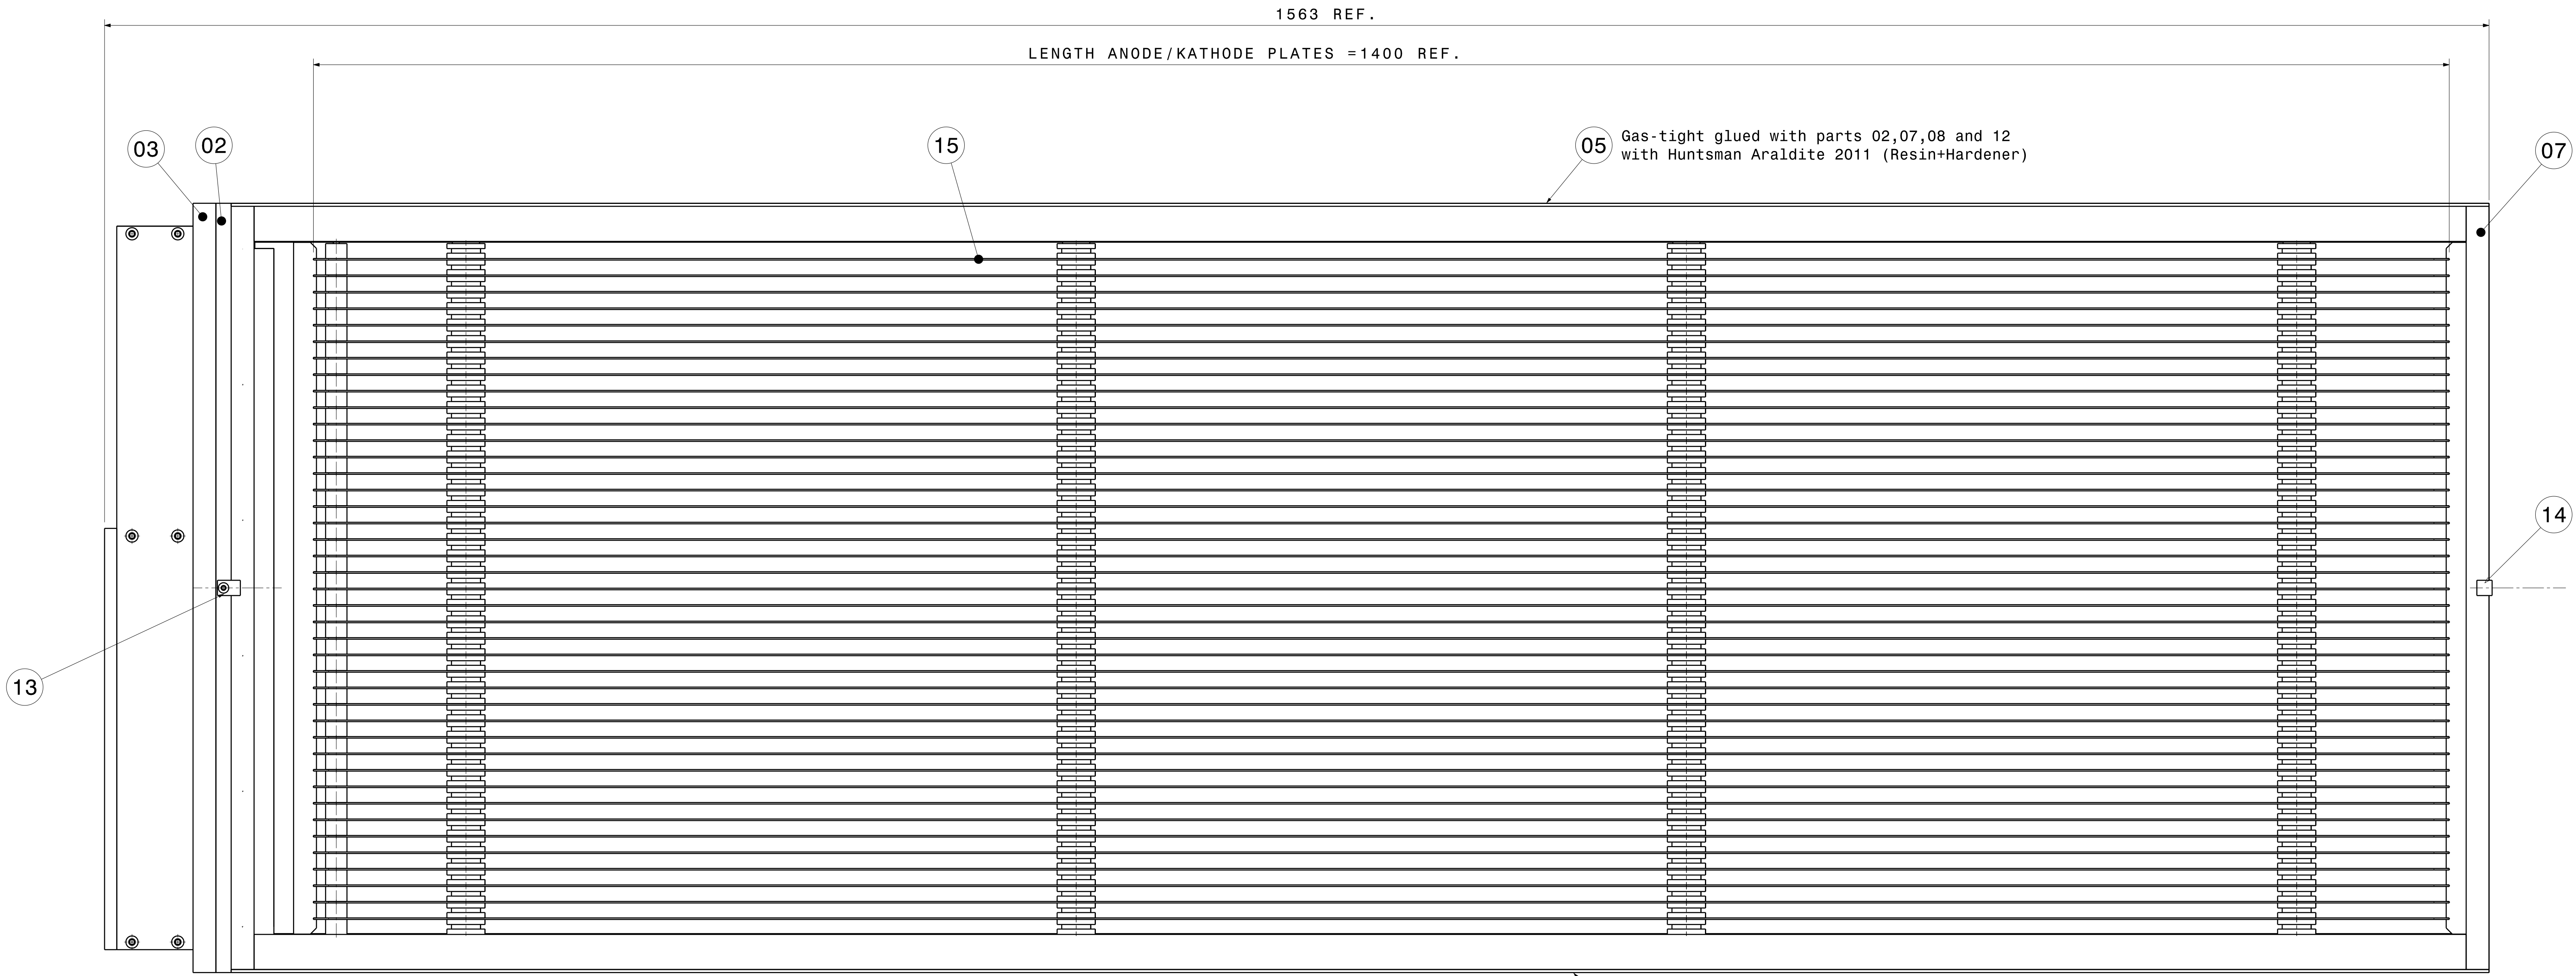 1563 REF.
LENGTH ANODE/KATHODE PLATES =1400 REF.
03
02
15
05
Gas-tight glued with parts 02,07,08 and 12
with Huntsman Araldite 2011 (Resin+Hardener)
07
14
13